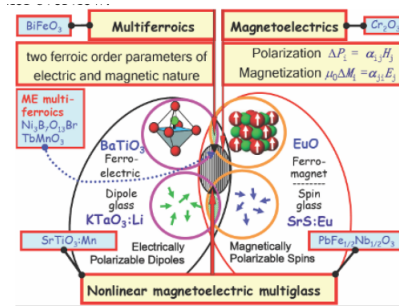 BiFeO₃
Multiferroics
Magnetoelectrics
Cr₂O₃
two ferroic order parameters of
electric and magnetic nature
Polarization ΔPᵢ = αᵢⱼHⱼ
Magnetization μ₀ΔMᵢ=αⱼᵢEⱼ
ME multi-
ferroics
Ni₃B₇O₁₃Br
TbMnO₃
BaTiO₃
Ferro-
electric
Dipole
glass
KTaO₃:Li
EuO
Ferro-
magnet
Spin
glass
SrS:Eu
SrTiO₃:Mn
Electrically
Polarizable Dipoles
Magnetically
Polarizable Spins
PbFe₁/₂Nb₁/₂O₃
Nonlinear magnetoelectric multiglass